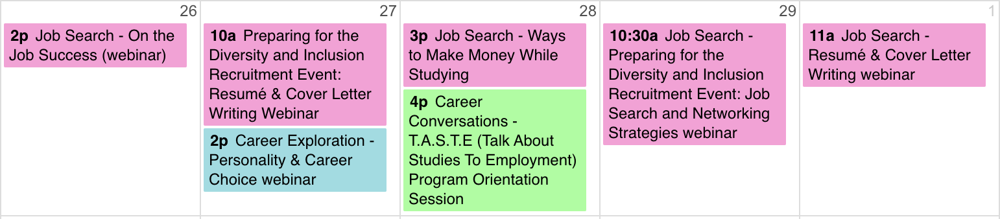 26
2p Job Search - On the
Job Success (webinar)
27
10a Preparing for the
Diversity and Inclusion
Recruitment Event:
Resumé & Cover Letter
Writing Webinar
2p Career Exploration -
Personality & Career
Choice webinar
28
3p Job Search - Ways
to Make Money While
Studying
4p Career
Conversations -
T.A.S.T.E (Talk About
Studies To Employment)
Program Orientation
Session
29
10:30a Job Search -
Preparing for the
Diversity and Inclusion
Recruitment Event: Job
Search and Networking
Strategies webinar
1
11a Job Search -
Resumé & Cover Letter
Writing webinar